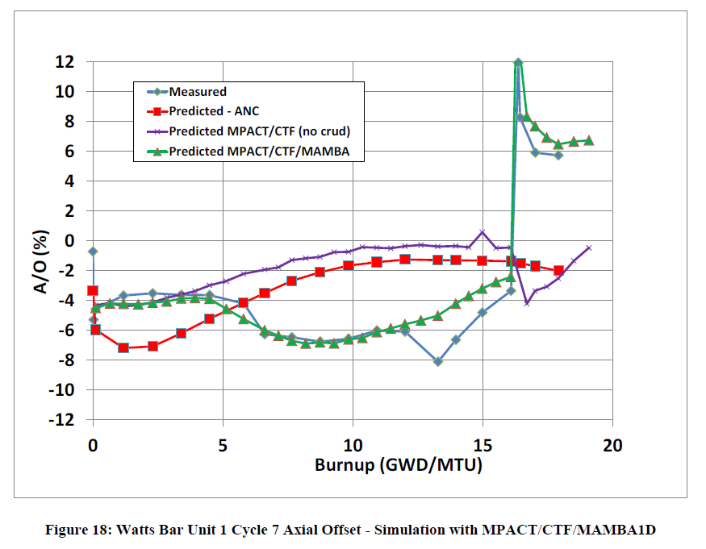 12
10
8
6
4
2
0
-2
-4
-6
-8
-10
-12
A/O (%)
Measured
Predicted - ANC
Predicted MPACT/CTF (no crud)
Predicted MPACT/CTF/MAMBA
0 5 10 15 20
Burnup (GWD/MTU)
Figure 18: Watts Bar Unit 1 Cycle 7 Axial Offset - Simulation with MPACT/CTF/MAMBA1D